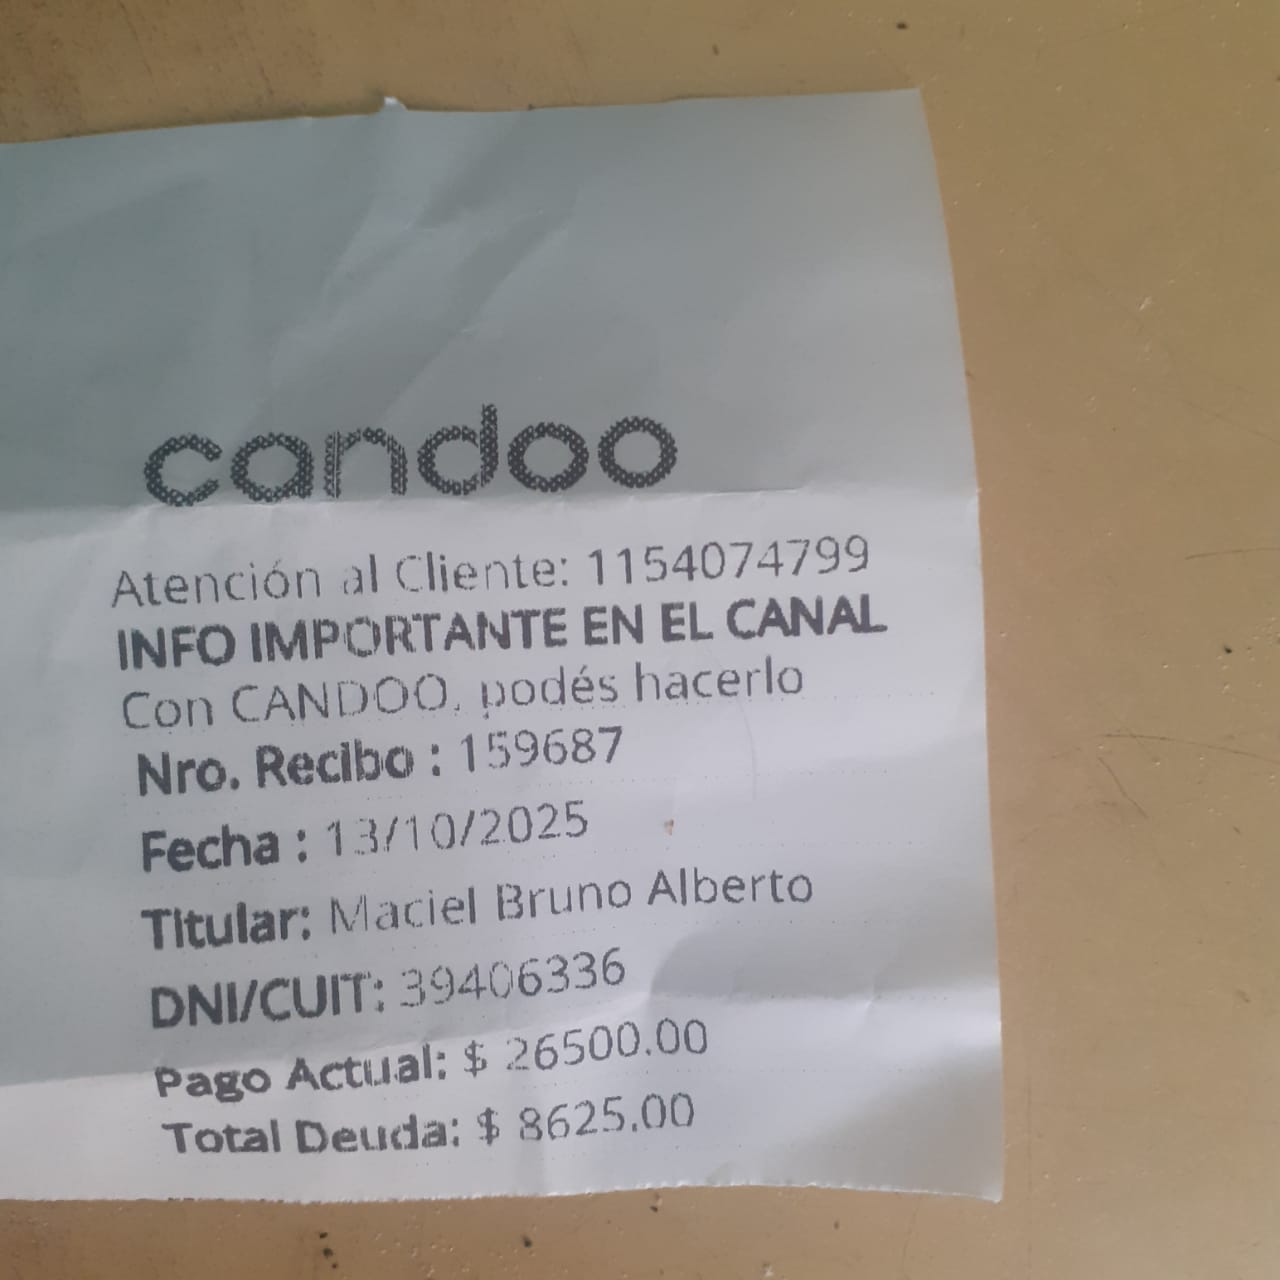 candoo
Atención al Cliente: 1154074799
INFO IMPORTANTE EN EL CANAL
Con CANDOO, podés hacerlo
Nro. Recibo : 159687
Fecha : 13/10/2025
Titular: Maciel Bruno Alberto
DNI/CUIT: 39406336
Pago Actual: $ 26500.00
Total Deuda: $ 8625.00